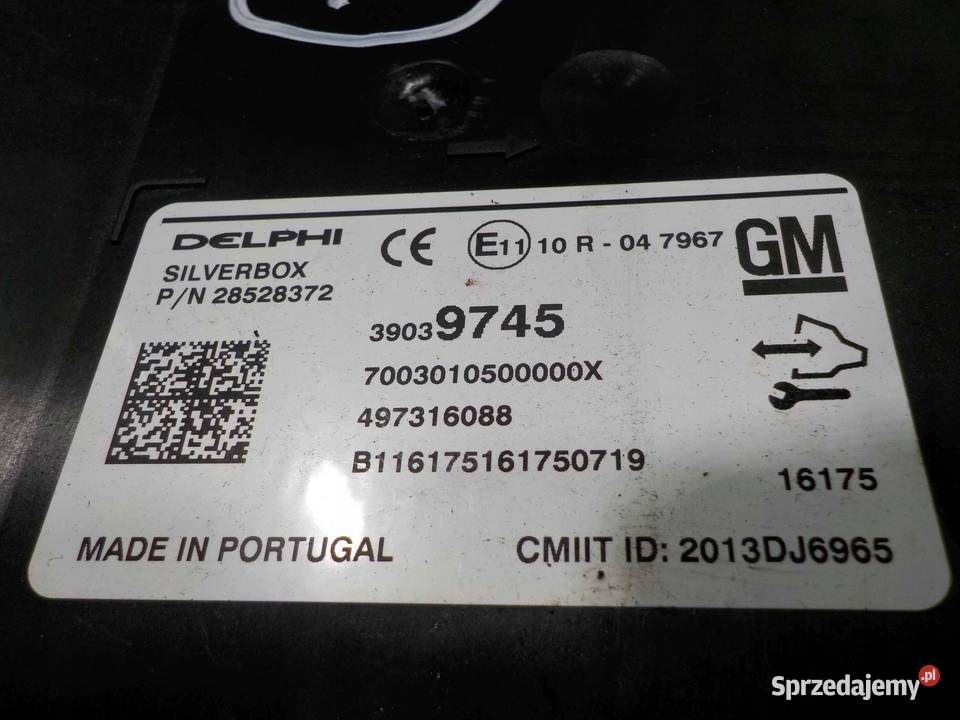 DELPHI CE E11 10 R - 04 7967 GM
SILVERBOX
P/N 28528372
39039745
7003010500000X
497316088
B116175161750719
16175
MADE IN PORTUGAL CMIIT ID: 2013DJ6965
Sprzedajemy.pl